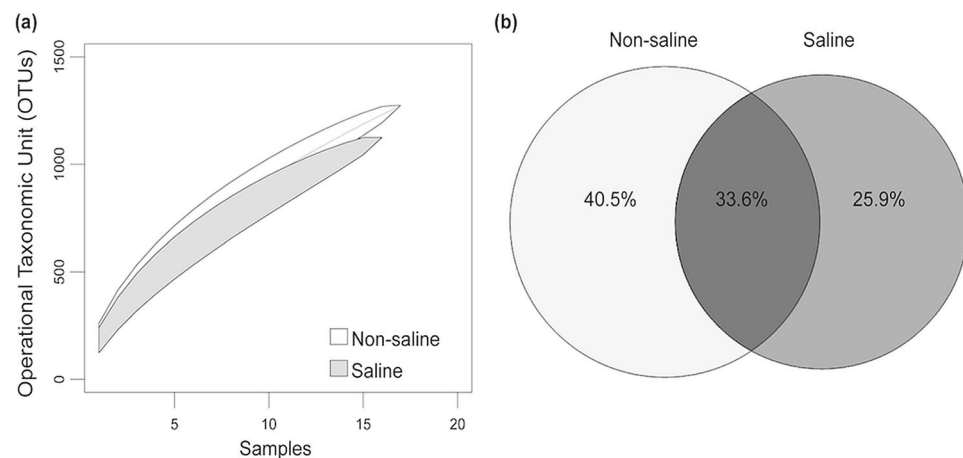 (a)
Operational Taxonomic Unit (OTUs)
1500
1000
500
0
5
10
15
20
Samples
Non-saline
Saline
(b)
Non-saline
Saline
40.5%
33.6%
25.9%